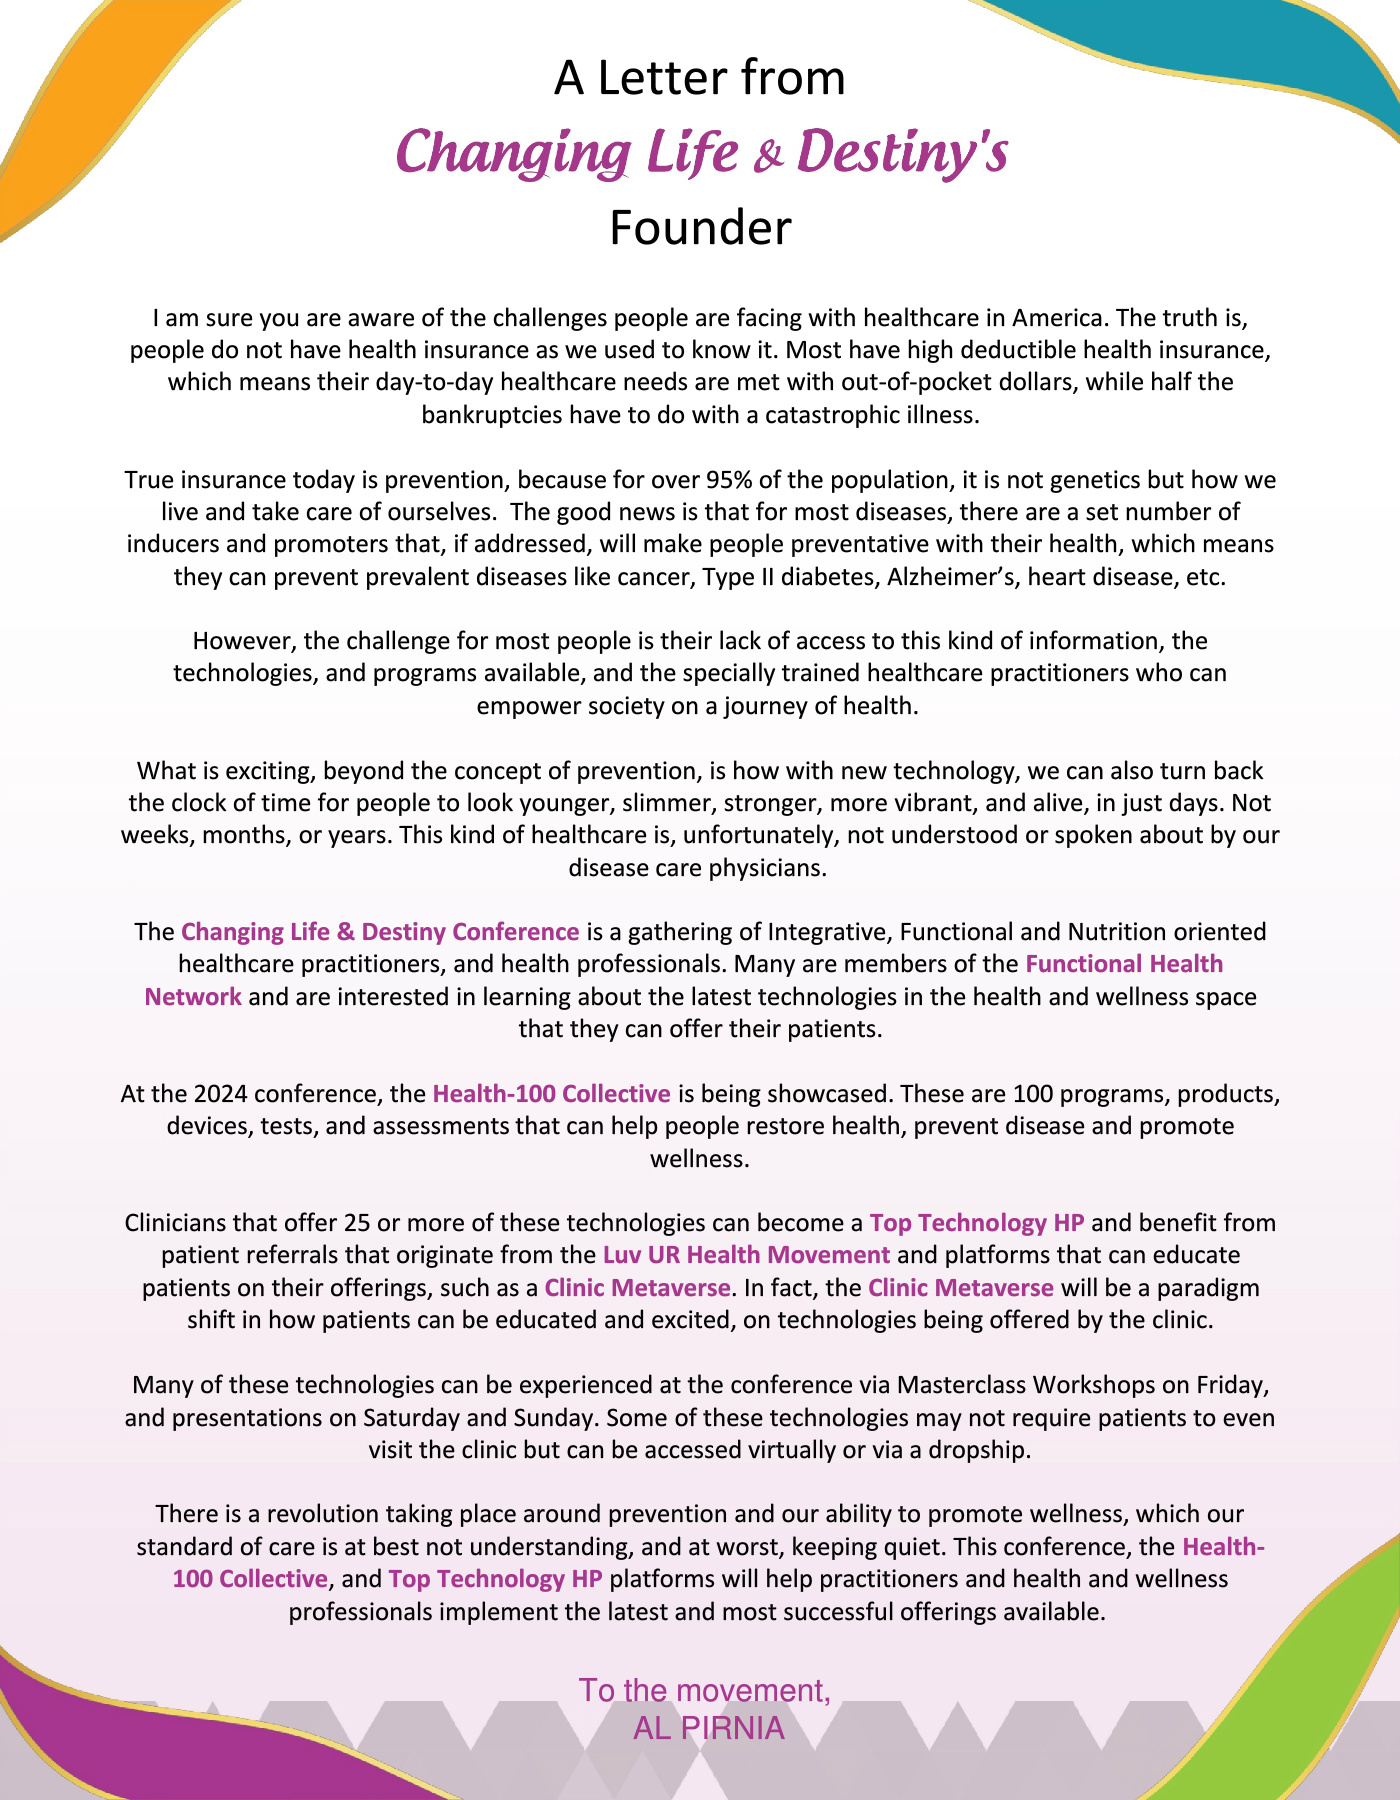 A Letter from
Changing Life & Destiny's
Founder
I am sure you are aware of the challenges people are facing with healthcare in America. The truth is,
people do not have health insurance as we used to know it. Most have high deductible health insurance,
which means their day-to-day healthcare needs are met with out-of-pocket dollars, while half the
bankruptcies have to do with a catastrophic illness.
True insurance today is prevention, because for over 95% of the population, it is not genetics but how we
live and take care of ourselves.  The good news is that for most diseases, there are a set number of
inducers and promoters that, if addressed, will make people preventative with their health, which means
they can prevent prevalent diseases like cancer, Type II diabetes, Alzheimer’s, heart disease, etc.
However, the challenge for most people is their lack of access to this kind of information, the
technologies, and programs available, and the specially trained healthcare practitioners who can
empower society on a journey of health.
What is exciting, beyond the concept of prevention, is how with new technology, we can also turn back
the clock of time for people to look younger, slimmer, stronger, more vibrant, and alive, in just days. Not
weeks, months, or years. This kind of healthcare is, unfortunately, not understood or spoken about by our
disease care physicians.
The Changing Life & Destiny Conference is a gathering of Integrative, Functional and Nutrition oriented
healthcare practitioners, and health professionals. Many are members of the Functional Health
Network and are interested in learning about the latest technologies in the health and wellness space
that they can offer their patients.
At the 2024 conference, the Health-100 Collective is being showcased. These are 100 programs, products,
devices, tests, and assessments that can help people restore health, prevent disease and promote
wellness.
Clinicians that offer 25 or more of these technologies can become a Top Technology HP and benefit from
patient referrals that originate from the Luv UR Health Movement and platforms that can educate
patients on their offerings, such as a Clinic Metaverse. In fact, the Clinic Metaverse will be a paradigm
shift in how patients can be educated and excited, on technologies being offered by the clinic.
Many of these technologies can be experienced at the conference via Masterclass Workshops on Friday,
and presentations on Saturday and Sunday. Some of these technologies may not require patients to even
visit the clinic but can be accessed virtually or via a dropship.
There is a revolution taking place around prevention and our ability to promote wellness, which our
standard of care is at best not understanding, and at worst, keeping quiet. This conference, the Health-
100 Collective, and Top Technology HP platforms will help practitioners and health and wellness
professionals implement the latest and most successful offerings available.
To the movement,
AL PIRNIA